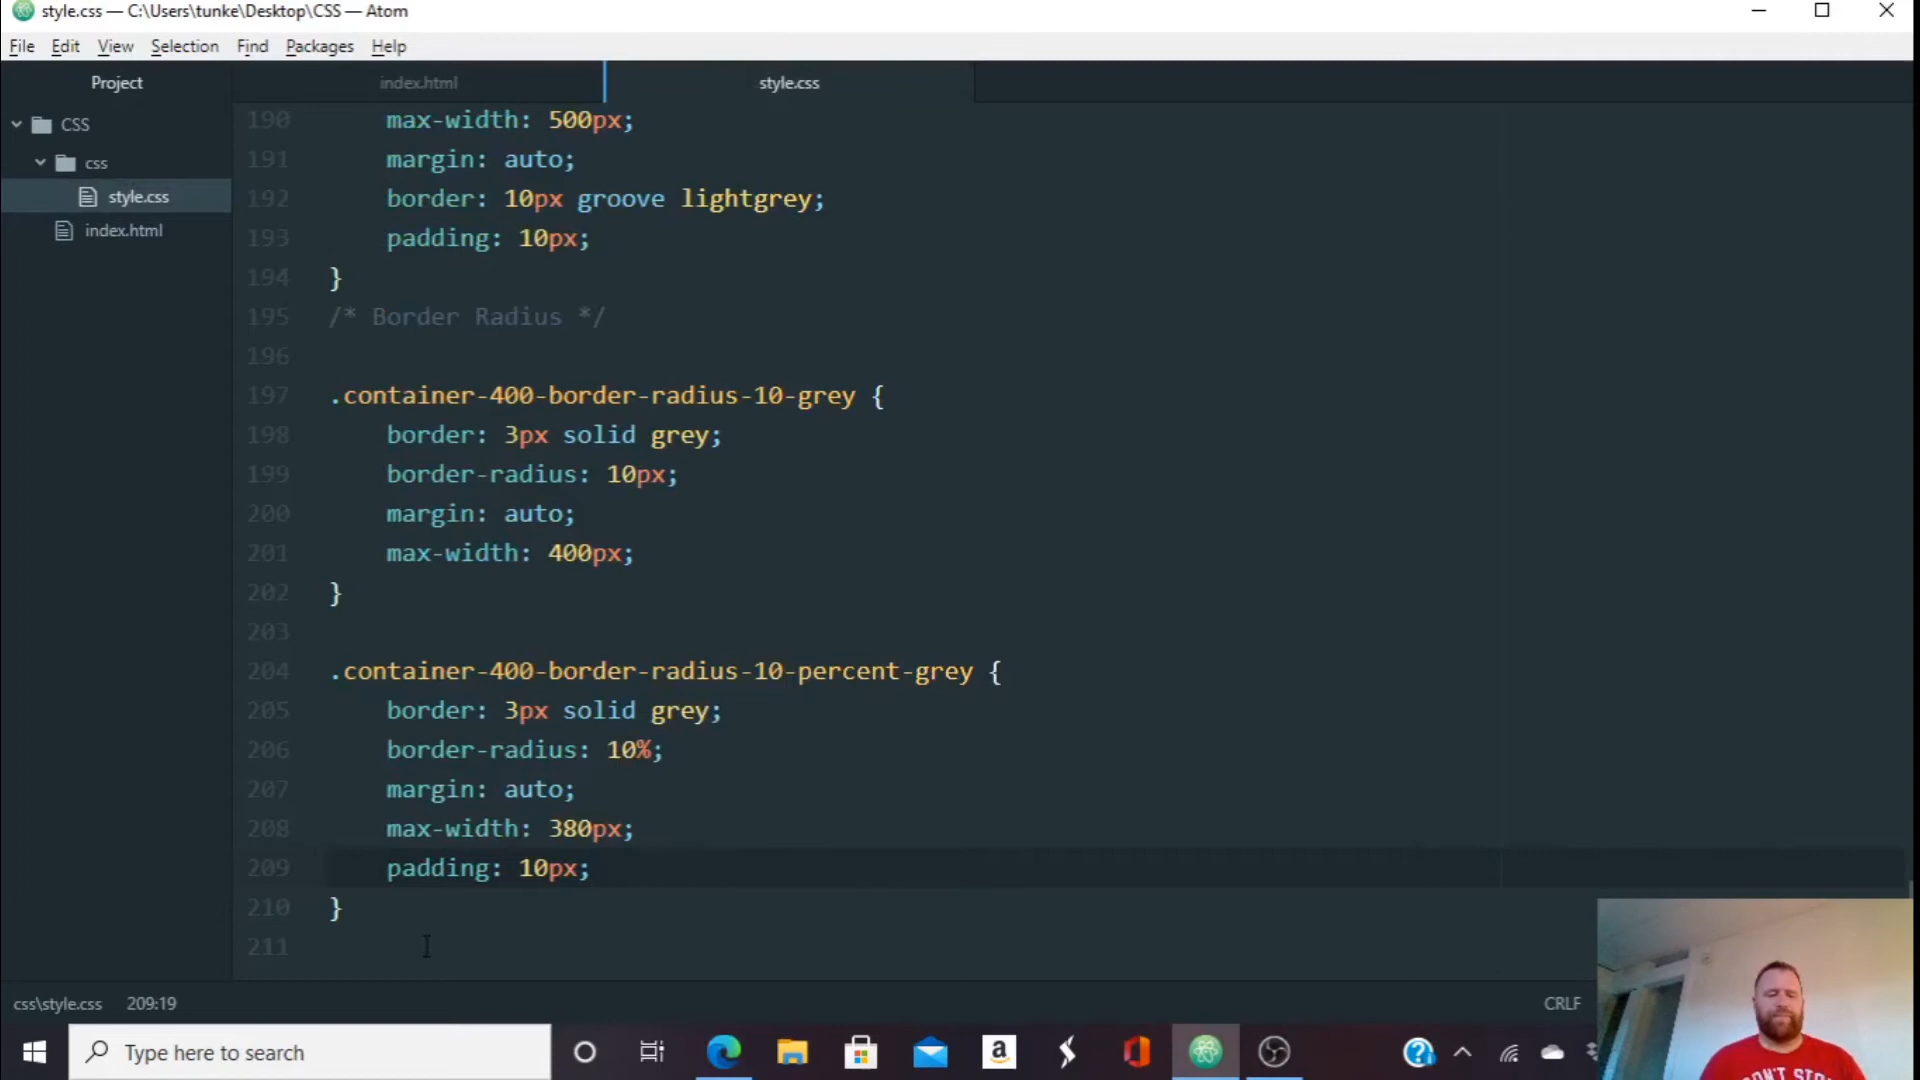 style.css — C:\Users\tunke\Desktop\CSS — Atom
File Edit View Selection Find Packages Help
Project
index.html
style.css
CSS
css
style.css
index.html
190 max-width: 500px;
191 margin: auto;
192 border: 10px groove lightgrey;
193 padding: 10px;
194 }
195 /* Border Radius */
196
197 .container-400-border-radius-10-grey {
198 border: 3px solid grey;
199 border-radius: 10px;
200 margin: auto;
201 max-width: 400px;
202 }
203
204 .container-400-border-radius-10-percent-grey {
205 border: 3px solid grey;
206 border-radius: 10%;
207 margin: auto;
208 max-width: 380px;
209 padding: 10px;
210 }
211
css\style.css 209:19
CRLF
Type here to search